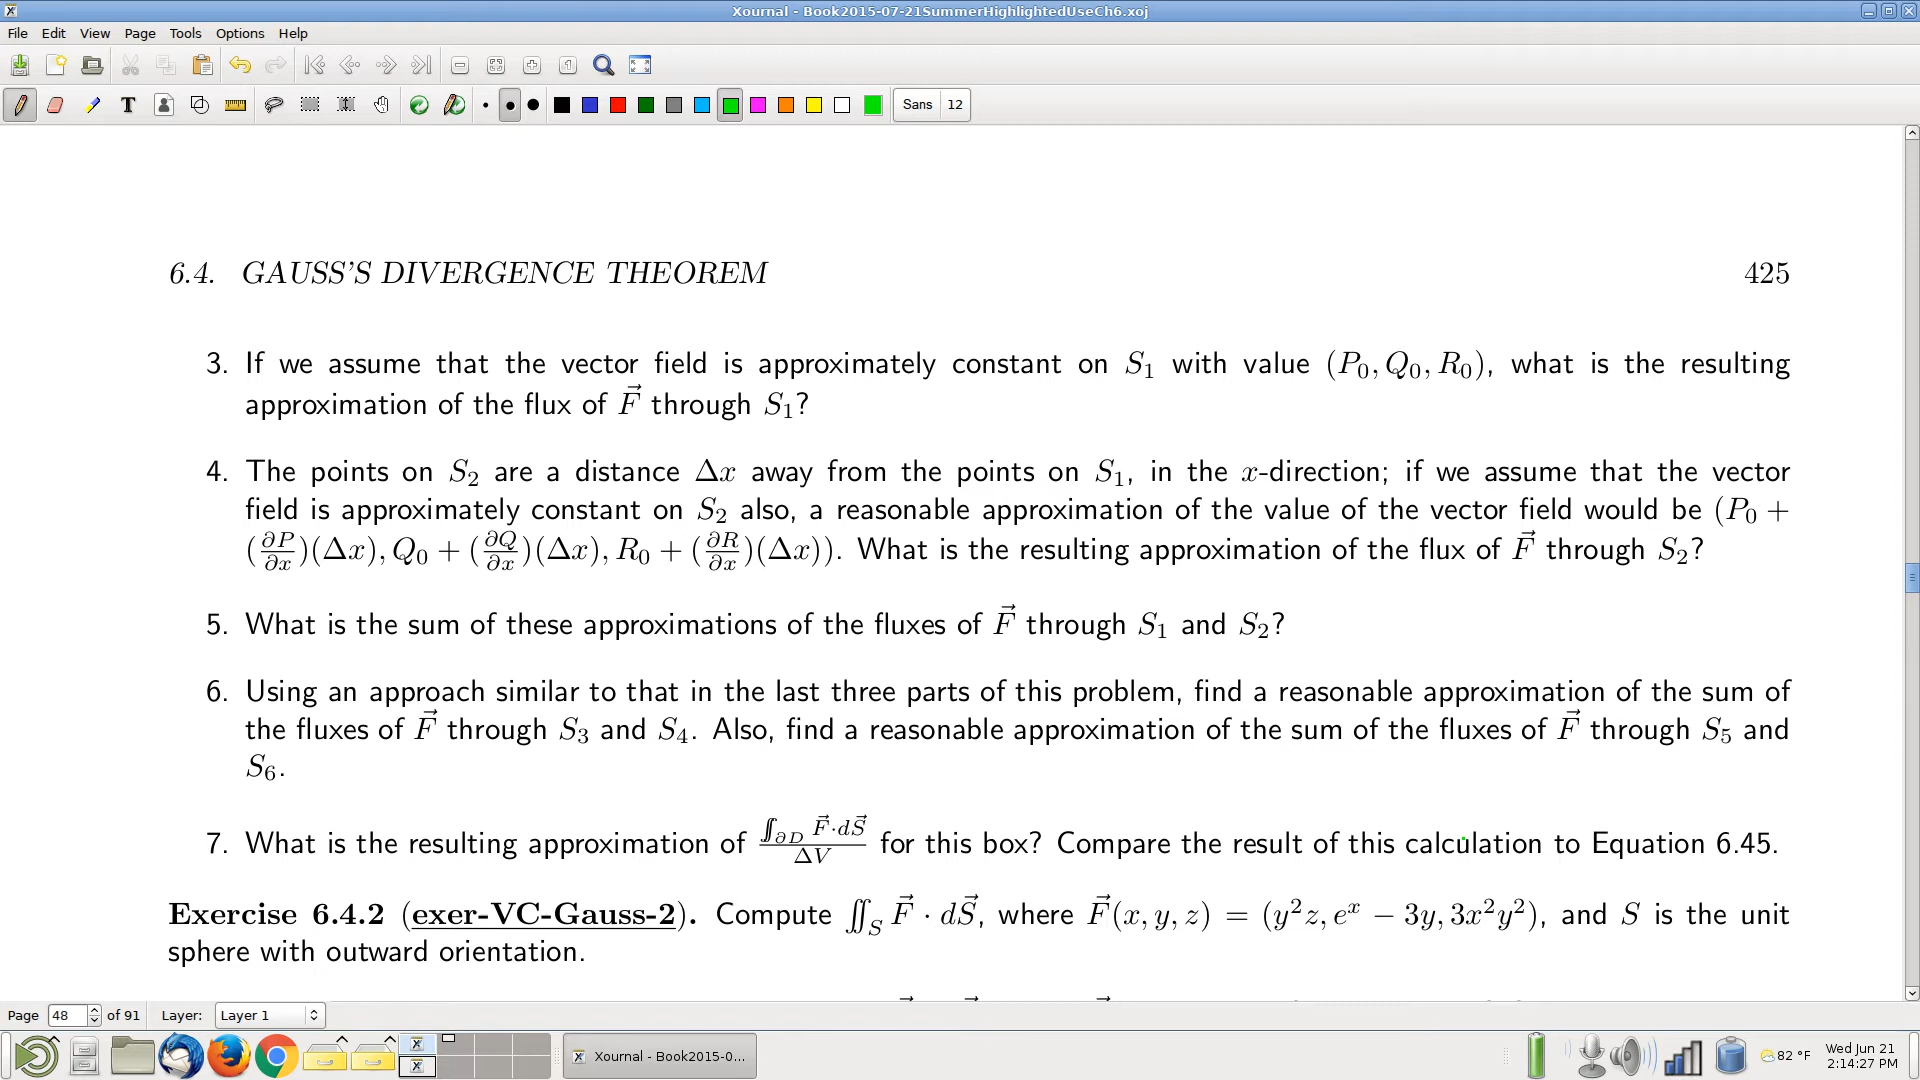 Xournal - Book2015-07-21SummerHighlightedUseCh6.xoj
File Edit View Page Tools Options Help
Sans 12
6.4. GAUSS'S DIVERGENCE THEOREM 425
3. If we assume that the vector field is approximately constant on S₁ with value (P₀, Q₀, R₀), what is the resulting
approximation of the flux of F⃗ through S₁?
4. The points on S₂ are a distance Δx away from the points on S₁, in the x-direction; if we assume that the vector
field is approximately constant on S₂ also, a reasonable approximation of the value of the vector field would be (P₀ +
(∂P/∂x)(Δx), Q₀ + (∂Q/∂x)(Δx), R₀ + (∂R/∂x)(Δx)). What is the resulting approximation of the flux of F⃗ through S₂?
5. What is the sum of these approximations of the fluxes of F⃗ through S₁ and S₂?
6. Using an approach similar to that in the last three parts of this problem, find a reasonable approximation of the sum of
the fluxes of F⃗ through S₃ and S₄. Also, find a reasonable approximation of the sum of the fluxes of F⃗ through S₅ and
S₆.
7. What is the resulting approximation of ∬_∂D F⃗·dS⃗ / ΔV for this box? Compare the result of this calculation to Equation 6.45.
Exercise 6.4.2 (exer-VC-Gauss-2). Compute ∬_S F⃗ · dS⃗, where F⃗(x, y, z) = (y²z, eˣ − 3y, 3x²y²), and S is the unit
sphere with outward orientation.
Page 48 of 91 Layer: Layer 1
Xournal - Book2015-0...
82 °F
Wed Jun 21
2:14:27 PM